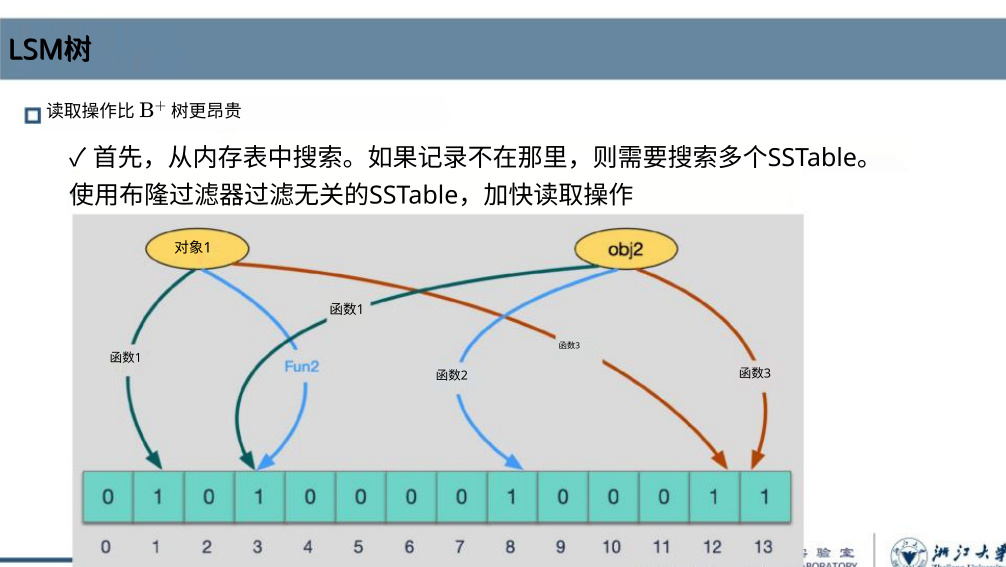 LSM树
读取操作比 B⁺ 树更昂贵
✓ 首先，从内存表中搜索。如果记录不在那里，则需要搜索多个SSTable。
使用布隆过滤器过滤无关的SSTable，加快读取操作
对象1 obj2
函数1
函数3
函数1 Fun2 函数2 函数3
0 1 0 1 0 0 0 0 1 0 0 0 1 1
0 1 2 3 4 5 6 7 8 9 10 11 12 13
验室 浙江大学